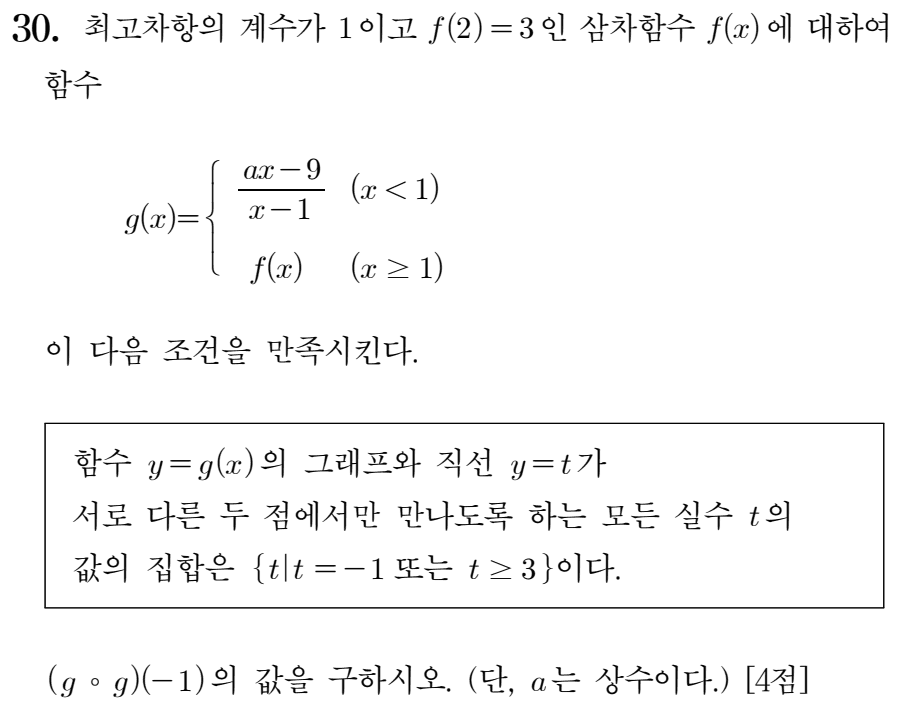 30. 최고차항의 계수가 1이고 f(2)=3인 삼차함수 f(x)에 대하여
함수
g(x)={ (ax-9)/(x-1) (x<1)
f(x) (x≥1)
이 다음 조건을 만족시킨다.
함수 y=g(x)의 그래프와 직선 y=t가
서로 다른 두 점에서만 만나도록 하는 모든 실수 t의
값의 집합은 {t|t=-1 또는 t≥3}이다.
(g∘g)(-1)의 값을 구하시오. (단, a는 상수이다.) [4점]